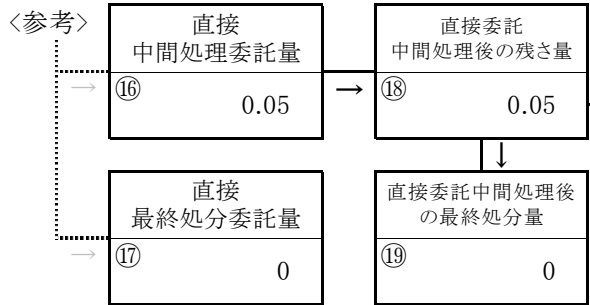 〈参考〉
直接
中間処理委託量
⑯
0.05
→
→
直接委託
中間処理後の残さ量
⑱
0.05
↓
直接
最終処分委託量
⑰
0
→
直接委託中間処理後
の最終処分量
⑲
0